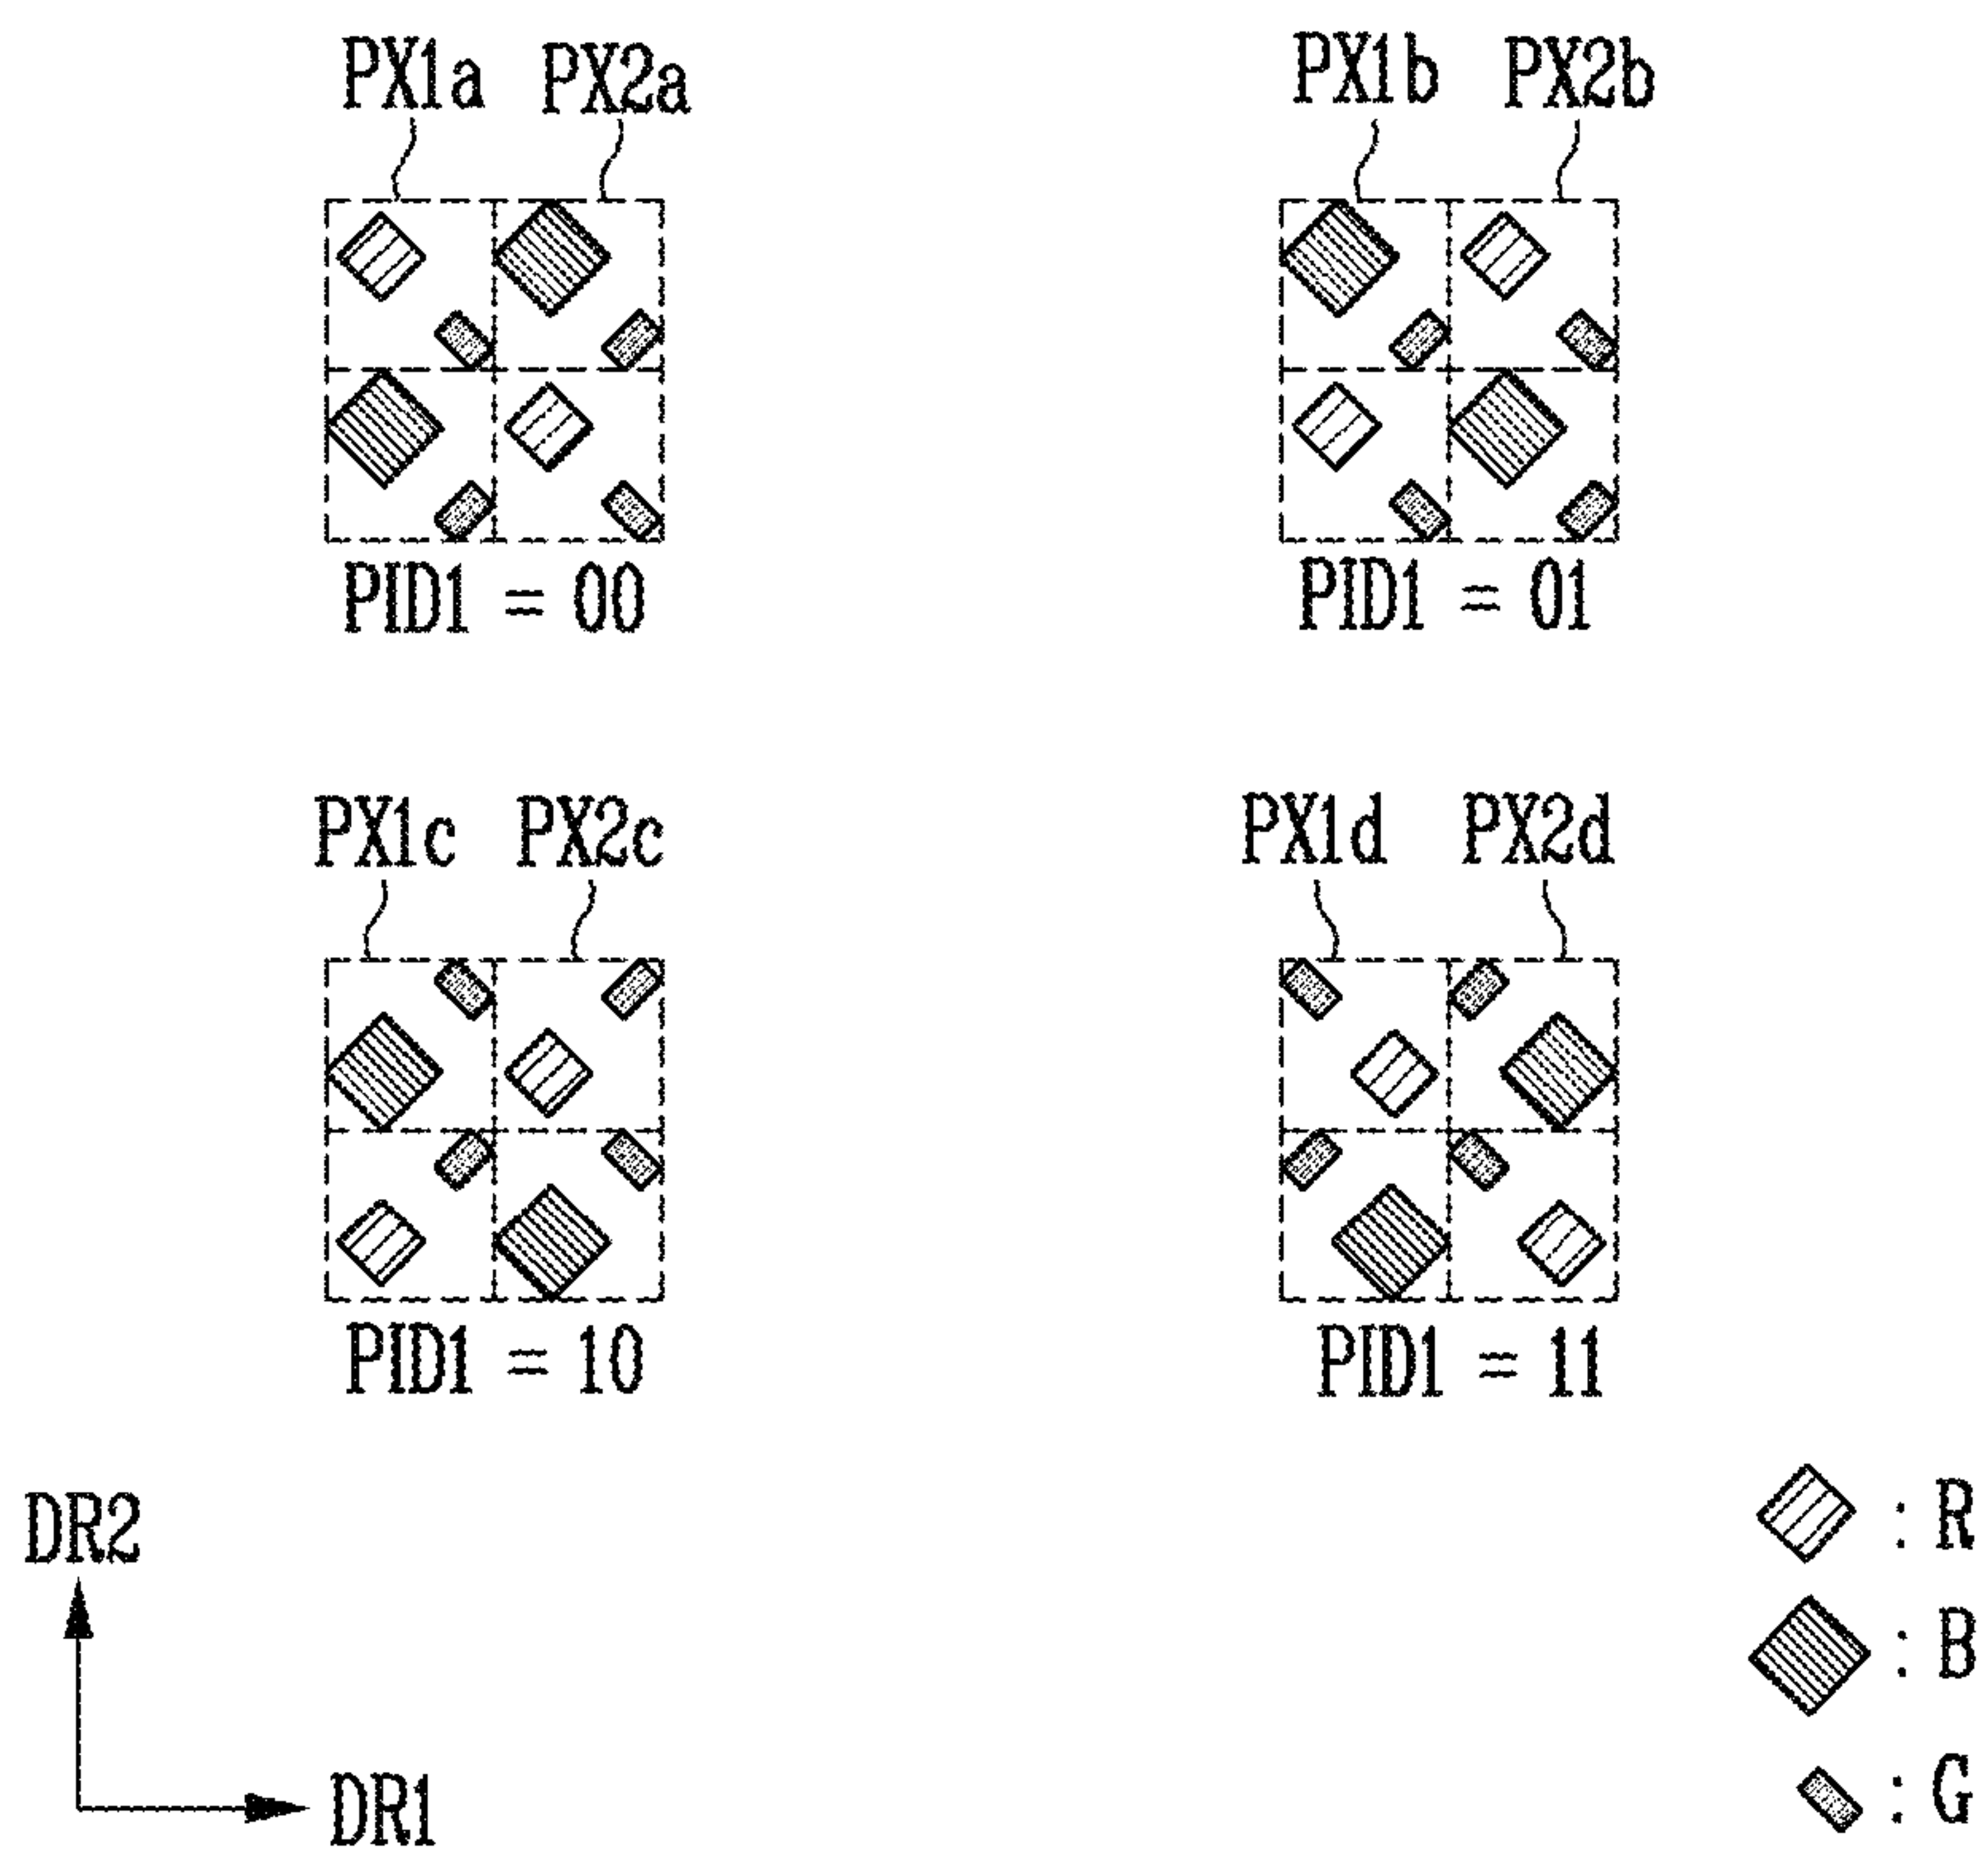 PX1a PX2a
PX1b PX2b
PID1 = 00
PID1 = 01
PX1c PX2c
PX1d PX2d
PID1 = 10
PID1 = 11
DR2
DR1
: R
: B
: G